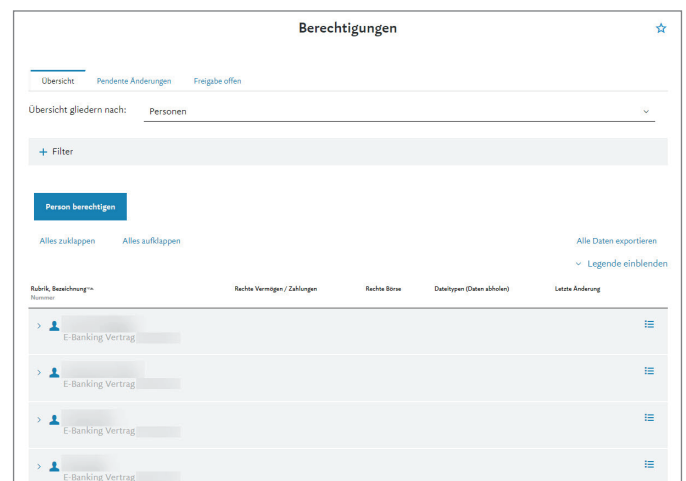 Berechtigungen
Übersicht Pendente Änderungen Freigabe offen
Übersicht gliedern nach: Personen
+ Filter
Person berechtigen
Alles zuklappen Alles aufklappen Alle Daten exportieren
Legende einblenden
Rubrik, Bezeichnung Rechte Vermögen / Zahlungen Rechte Börse Dateitypen (Daten abholen) Letzte Änderung
Nummer
E-Banking Vertrag
E-Banking Vertrag
E-Banking Vertrag
E-Banking Vertrag